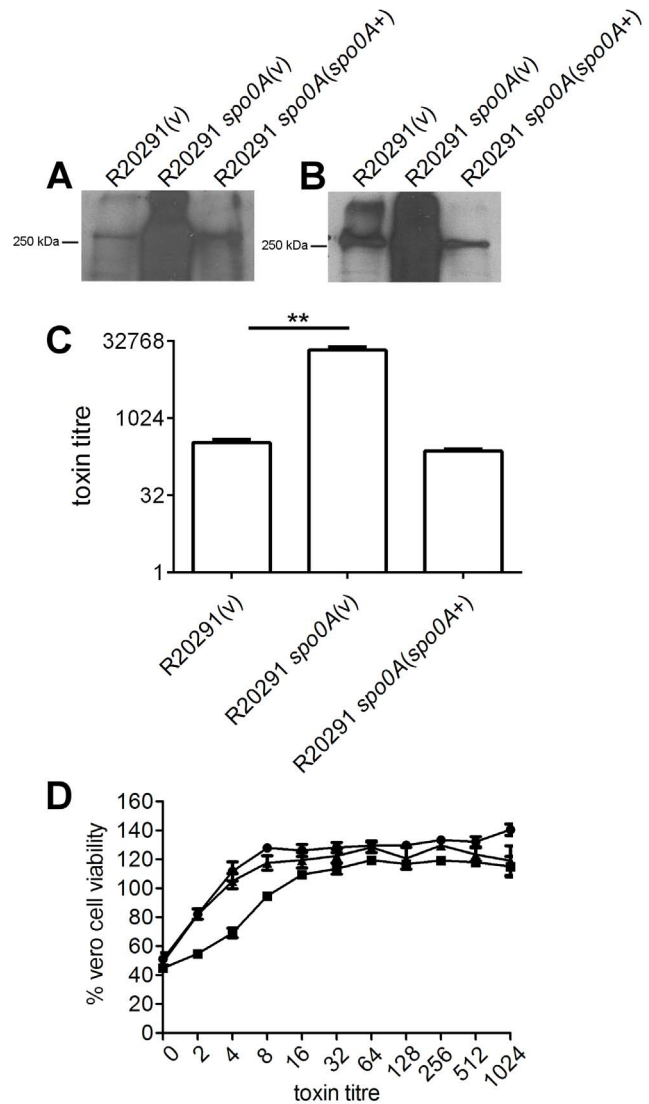 A
R20291(v)
R20291 spo0A(v)
R20291 spo0A(spo0A+)
250 kDa
B
R20291(v)
R20291 spo0A(v)
R20291 spo0A(spo0A+)
250 kDa
C
**
toxin titre
32768
1024
32
1
R20291(v)
R20291 spo0A(v)
R20291 spo0A(spo0A+)
D
% vero cell viability
160
140
120
100
80
60
40
20
0
0 2 4 8 16 32 64 128 256 512 1024
toxin titre